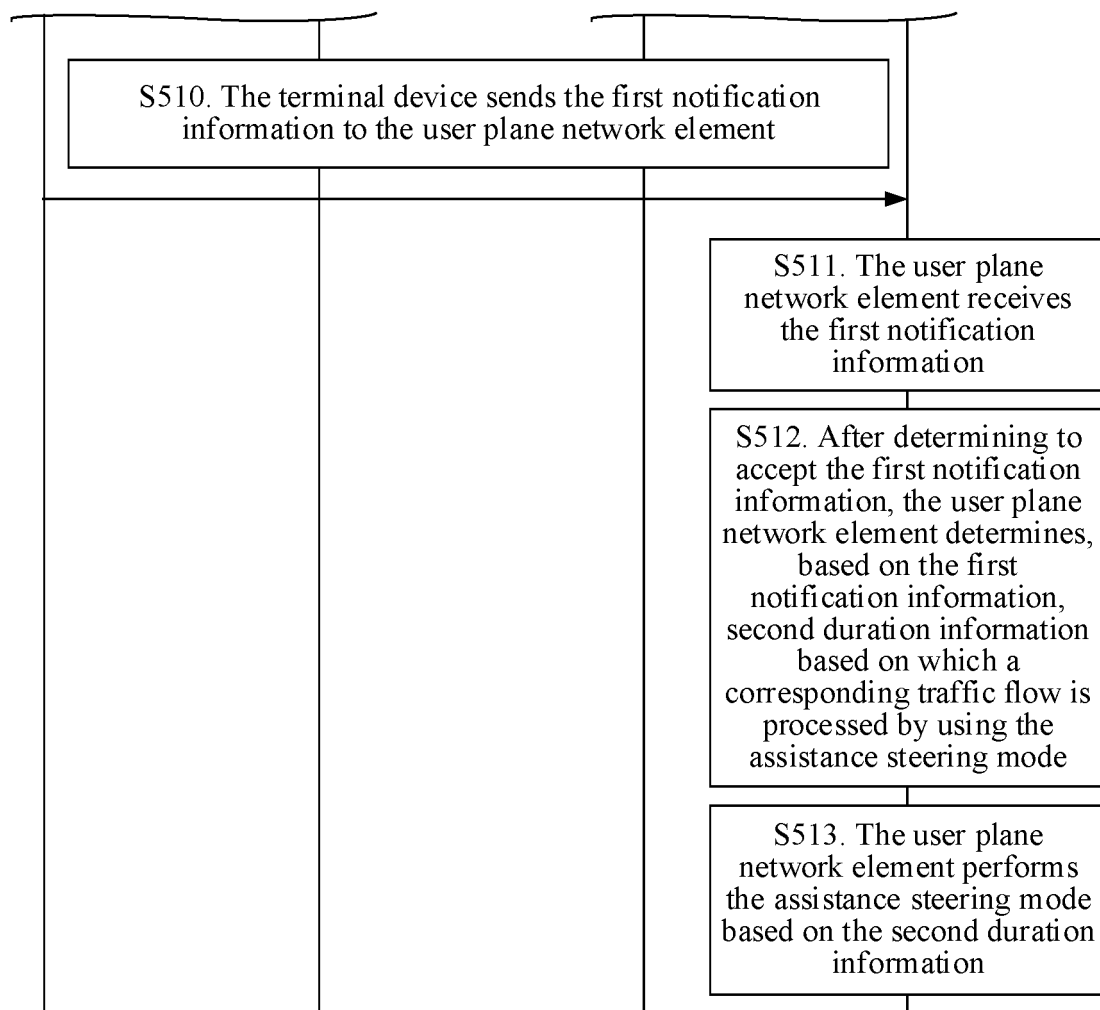 S510. The terminal device sends the first notification
information to the user plane network element
S511. The user plane
network element receives
the first notification
information
S512. After determining to
accept the first notification
information, the user plane
network element determines,
based on the first
notification information,
second duration information
based on which a
corresponding traffic flow is
processed by using the
assistance steering mode
S513. The user plane
network element performs
the assistance steering mode
based on the second duration
information